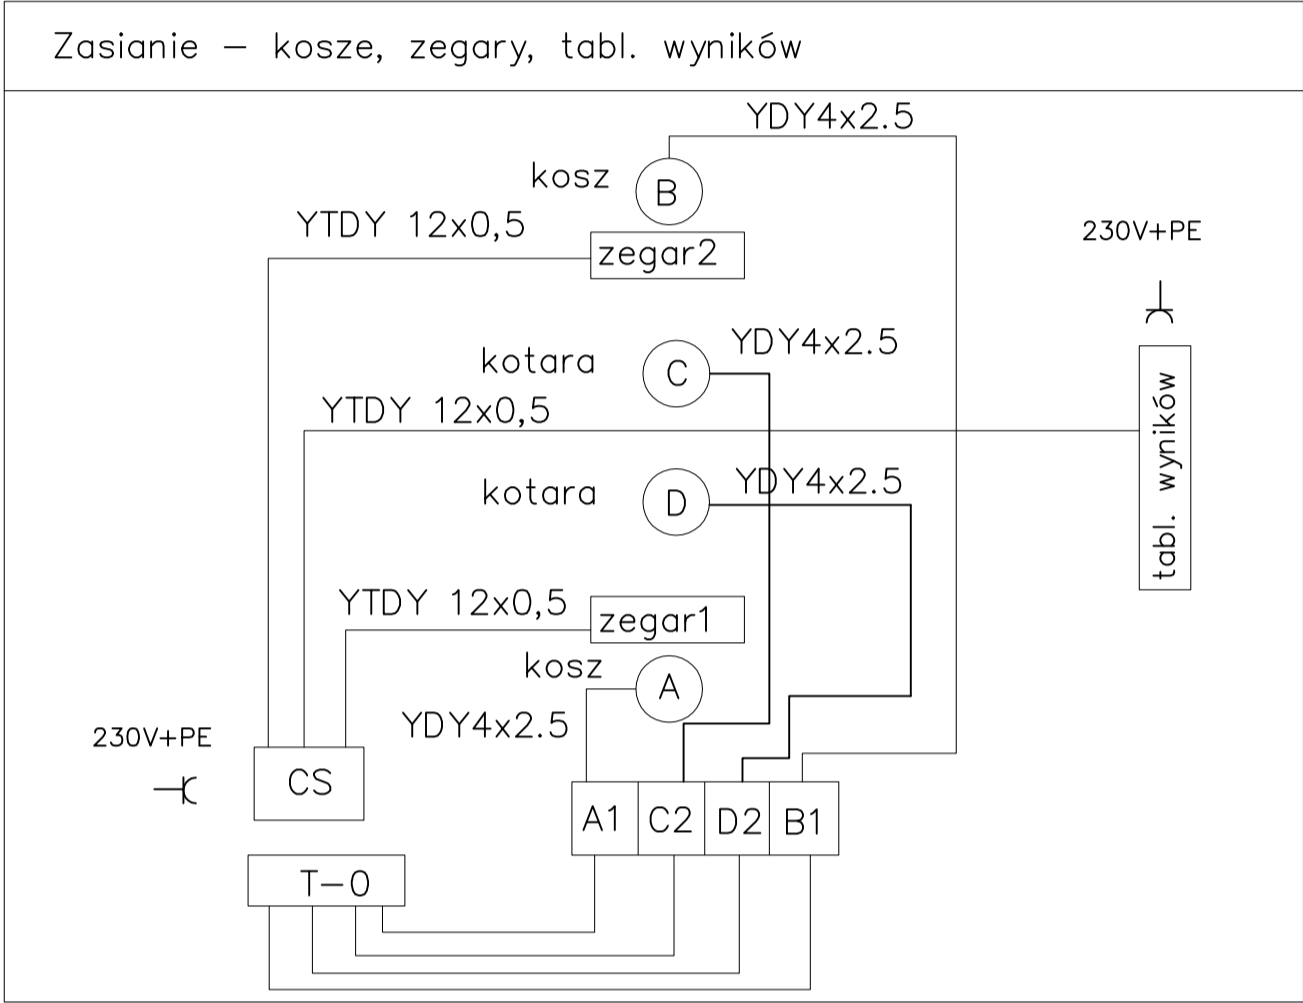 Zasianie – kosze, zegary, tabl. wyników
YDY4x2.5
kosz
B
YTDY 12x0,5
zegar2
230V+PE
YDY4x2.5
kotara
C
YTDY 12x0,5
tabl. wyników
YDY4x2.5
kotara
D
YTDY 12x0,5
zegar1
kosz
A
YDY4x2.5
230V+PE
CS
A1
C2
D2
B1
T–0